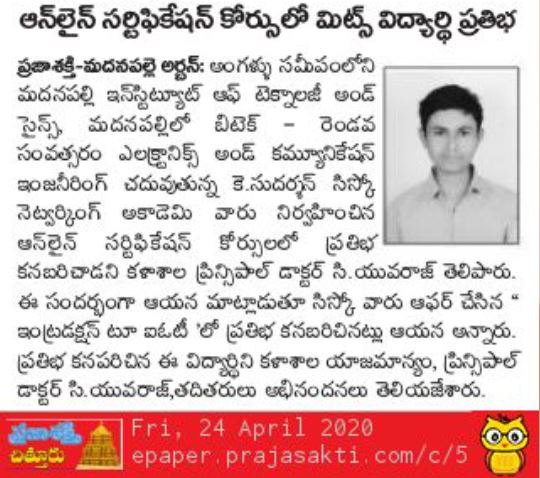 ఆన్‌లైన్ సర్టిఫికేషన్ కోర్సులో మిట్స్ విద్యార్థి ప్రతిభ
ప్రజాశక్తి-మదనపల్లె అర్బన్: అంగళ్ళు సమీపంలోని
మదనపల్లి ఇన్‌స్టిట్యూట్ ఆఫ్ టెక్నాలజీ అండ్
సైన్స్, మదనపల్లిలో బిటెక్ – రెండవ
సంవత్సరం ఎలక్ట్రానిక్స్ అండ్ కమ్యూనికేషన్
ఇంజనీరింగ్ చదువుతున్న కె.సుదర్శన్ సిస్కో
నెట్వర్కింగ్ అకాడెమి వారు నిర్వహించిన
ఆన్‌లైన్ సర్టిఫికేషన్ కోర్సులలో ప్రతిభ
కనబరిచాడని కళాశాల ప్రిన్సిపాల్ డాక్టర్ సి.యువరాజ్ తెలిపారు.
ఈ సందర్భంగా ఆయన మాట్లాడుతూ సిస్కో వారు ఆఫర్ చేసిన "
ఇంట్రడక్షన్ టూ ఐఓటీ 'లో ప్రతిభ కనబరిచినట్లు ఆయన అన్నారు.
ప్రతిభ కనపరిచిన ఈ విద్యార్థిని కళాశాల యాజమాన్యం, ప్రిన్సిపాల్
డాక్టర్ సి.యువరాజ్,తదితరులు అభినందనలు తెలియజేశారు.
ప్రజాశక్తి
చిత్తూరు
Fri, 24 April 2020
epaper.prajasakti.com/c/5